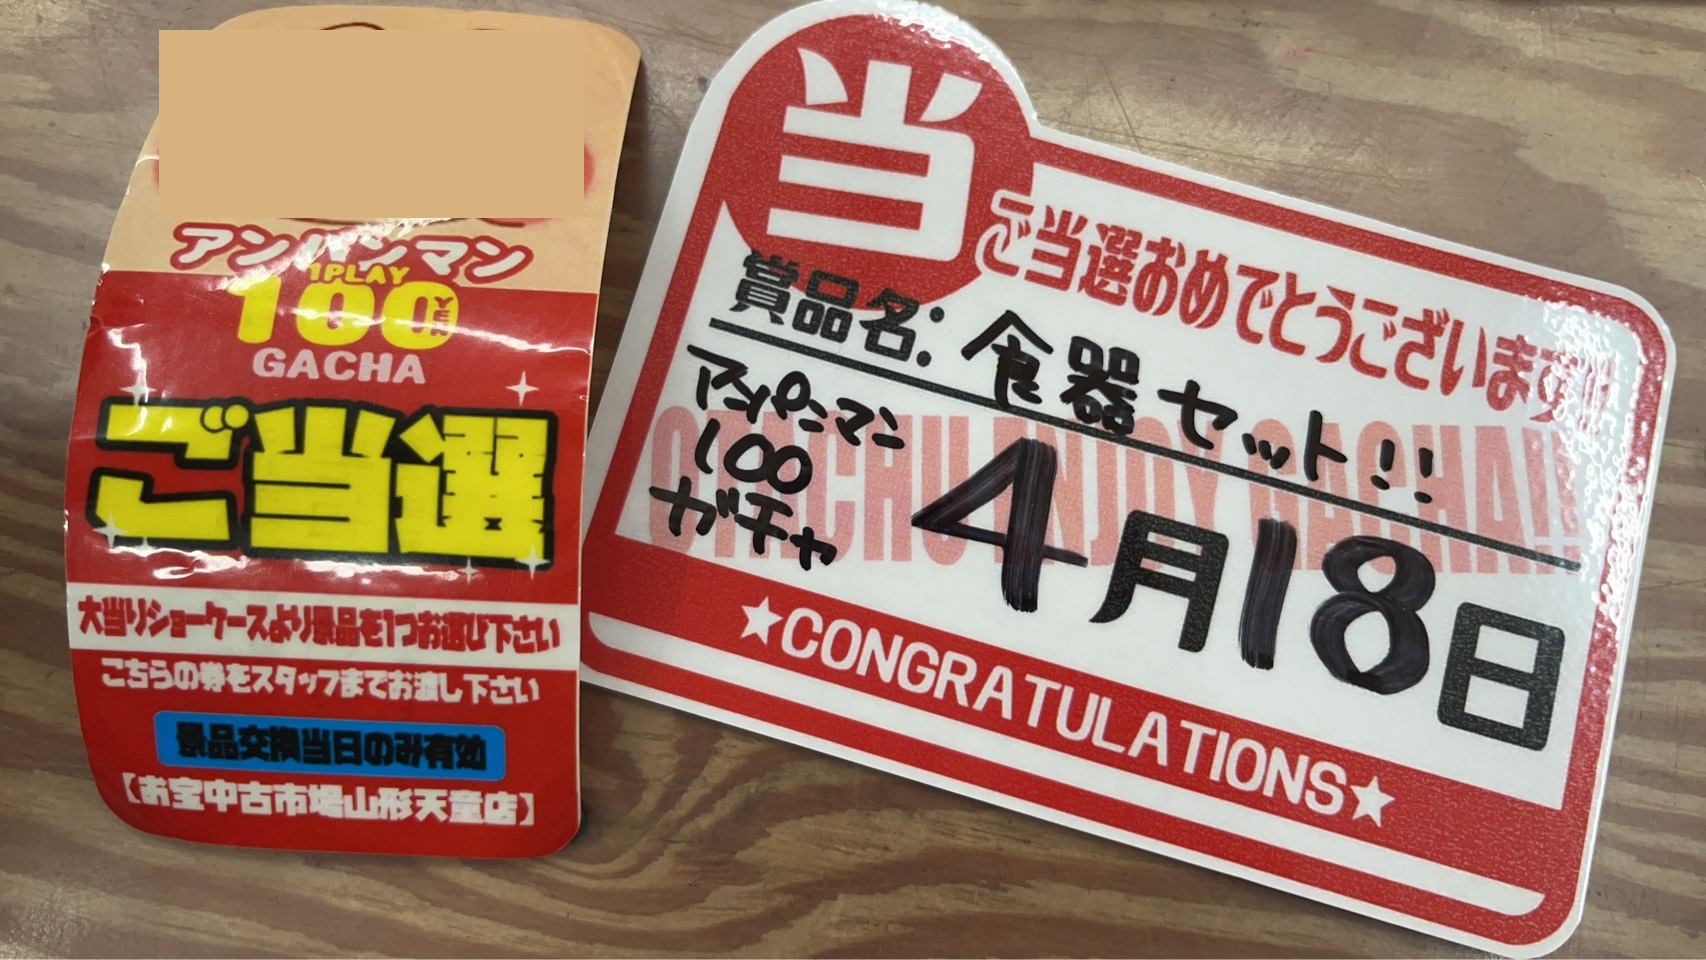 アンパンマン
1PLAY
100YEN
GACHA
ご当選
大当りショーケースより景品を1つお選び下さい
こちらの券をスタッフまでお渡し下さい
景品交換当日のみ有効
【お宝中古市場山形天童店】
当
ご当選おめでとうございます!!
賞品名:食器セット!!
アンパンマン
100
ガチャ
OTACHU ENJOY GACHA!!
4月18日
★CONGRATULATIONS★